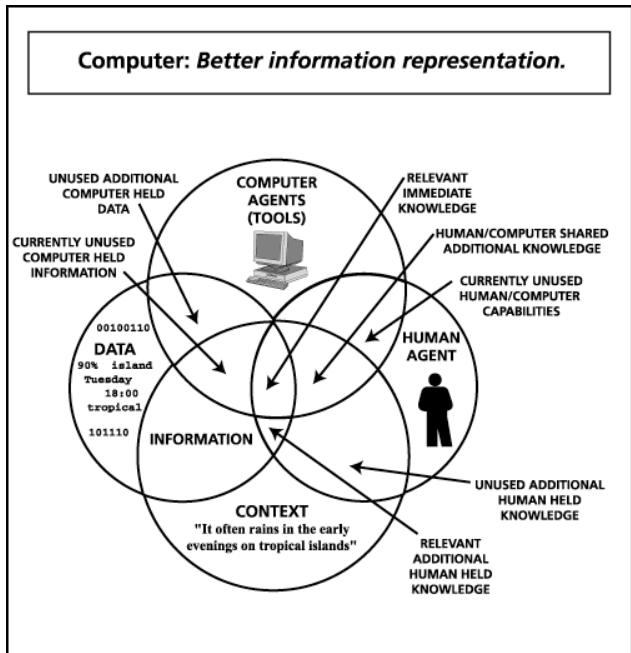 Computer: Better information representation.
UNUSED ADDITIONAL
COMPUTER HELD
DATA
CURRENTLY UNUSED
COMPUTER HELD
INFORMATION
COMPUTER
AGENTS
(TOOLS)
RELEVANT
IMMEDIATE
KNOWLEDGE
HUMAN/COMPUTER SHARED
ADDITIONAL KNOWLEDGE
CURRENTLY UNUSED
HUMAN/COMPUTER
CAPABILITIES
00100110
DATA
90% island
Tuesday
18:00
tropical
101110
HUMAN
AGENT
INFORMATION
CONTEXT
"It often rains in the early
evenings on tropical islands"
UNUSED ADDITIONAL
HUMAN HELD
KNOWLEDGE
RELEVANT
ADDITIONAL
HUMAN HELD
KNOWLEDGE